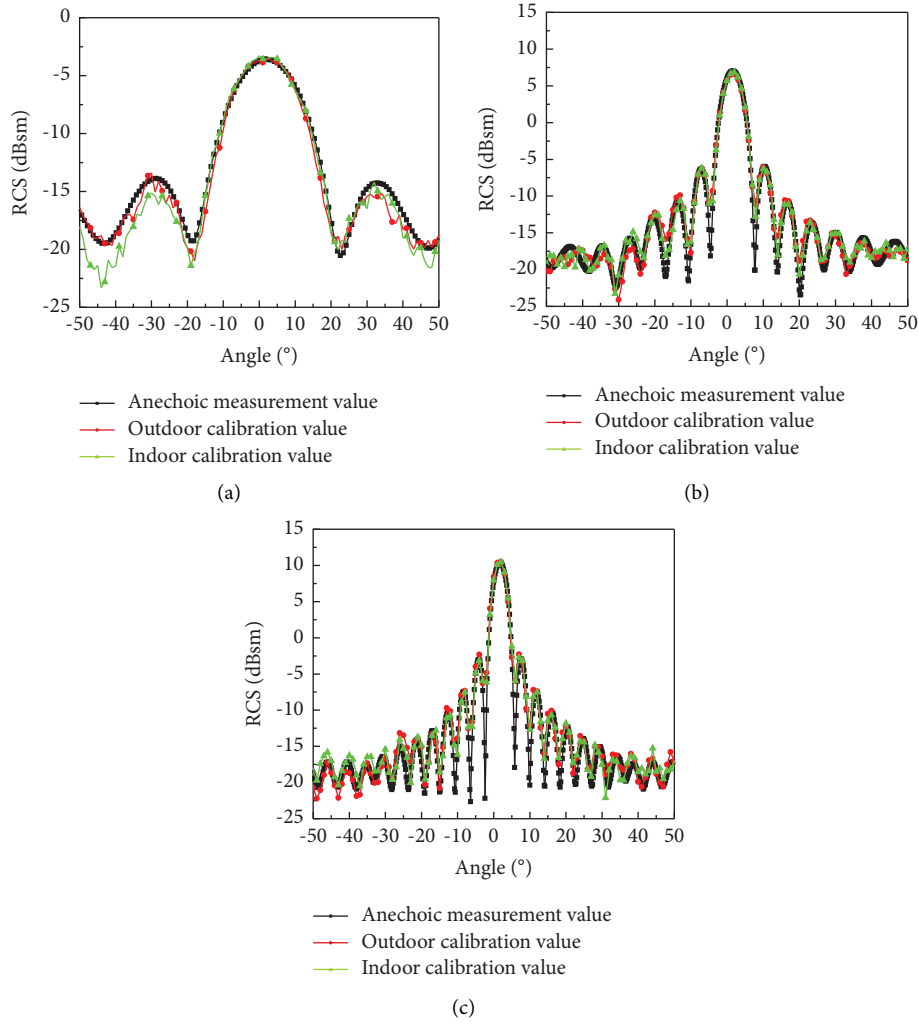 0
-5
-10
-15
-20
-25
RCS (dBsm)
-50 -40 -30 -20 -10 0 10 20 30 40 50
Angle (°)
Anechoic measurement value
Outdoor calibration value
Indoor calibration value
(a)
15
10
5
0
-5
-10
-15
-20
-25
RCS (dBsm)
-50 -40 -30 -20 -10 0 10 20 30 40 50
Angle (°)
Anechoic measurement value
Outdoor calibration value
Indoor calibration value
(b)
15
10
5
0
-5
-10
-15
-20
-25
RCS (dBsm)
-50 -40 -30 -20 -10 0 10 20 30 40 50
Angle (°)
Anechoic measurement value
Outdoor calibration value
Indoor calibration value
(c)